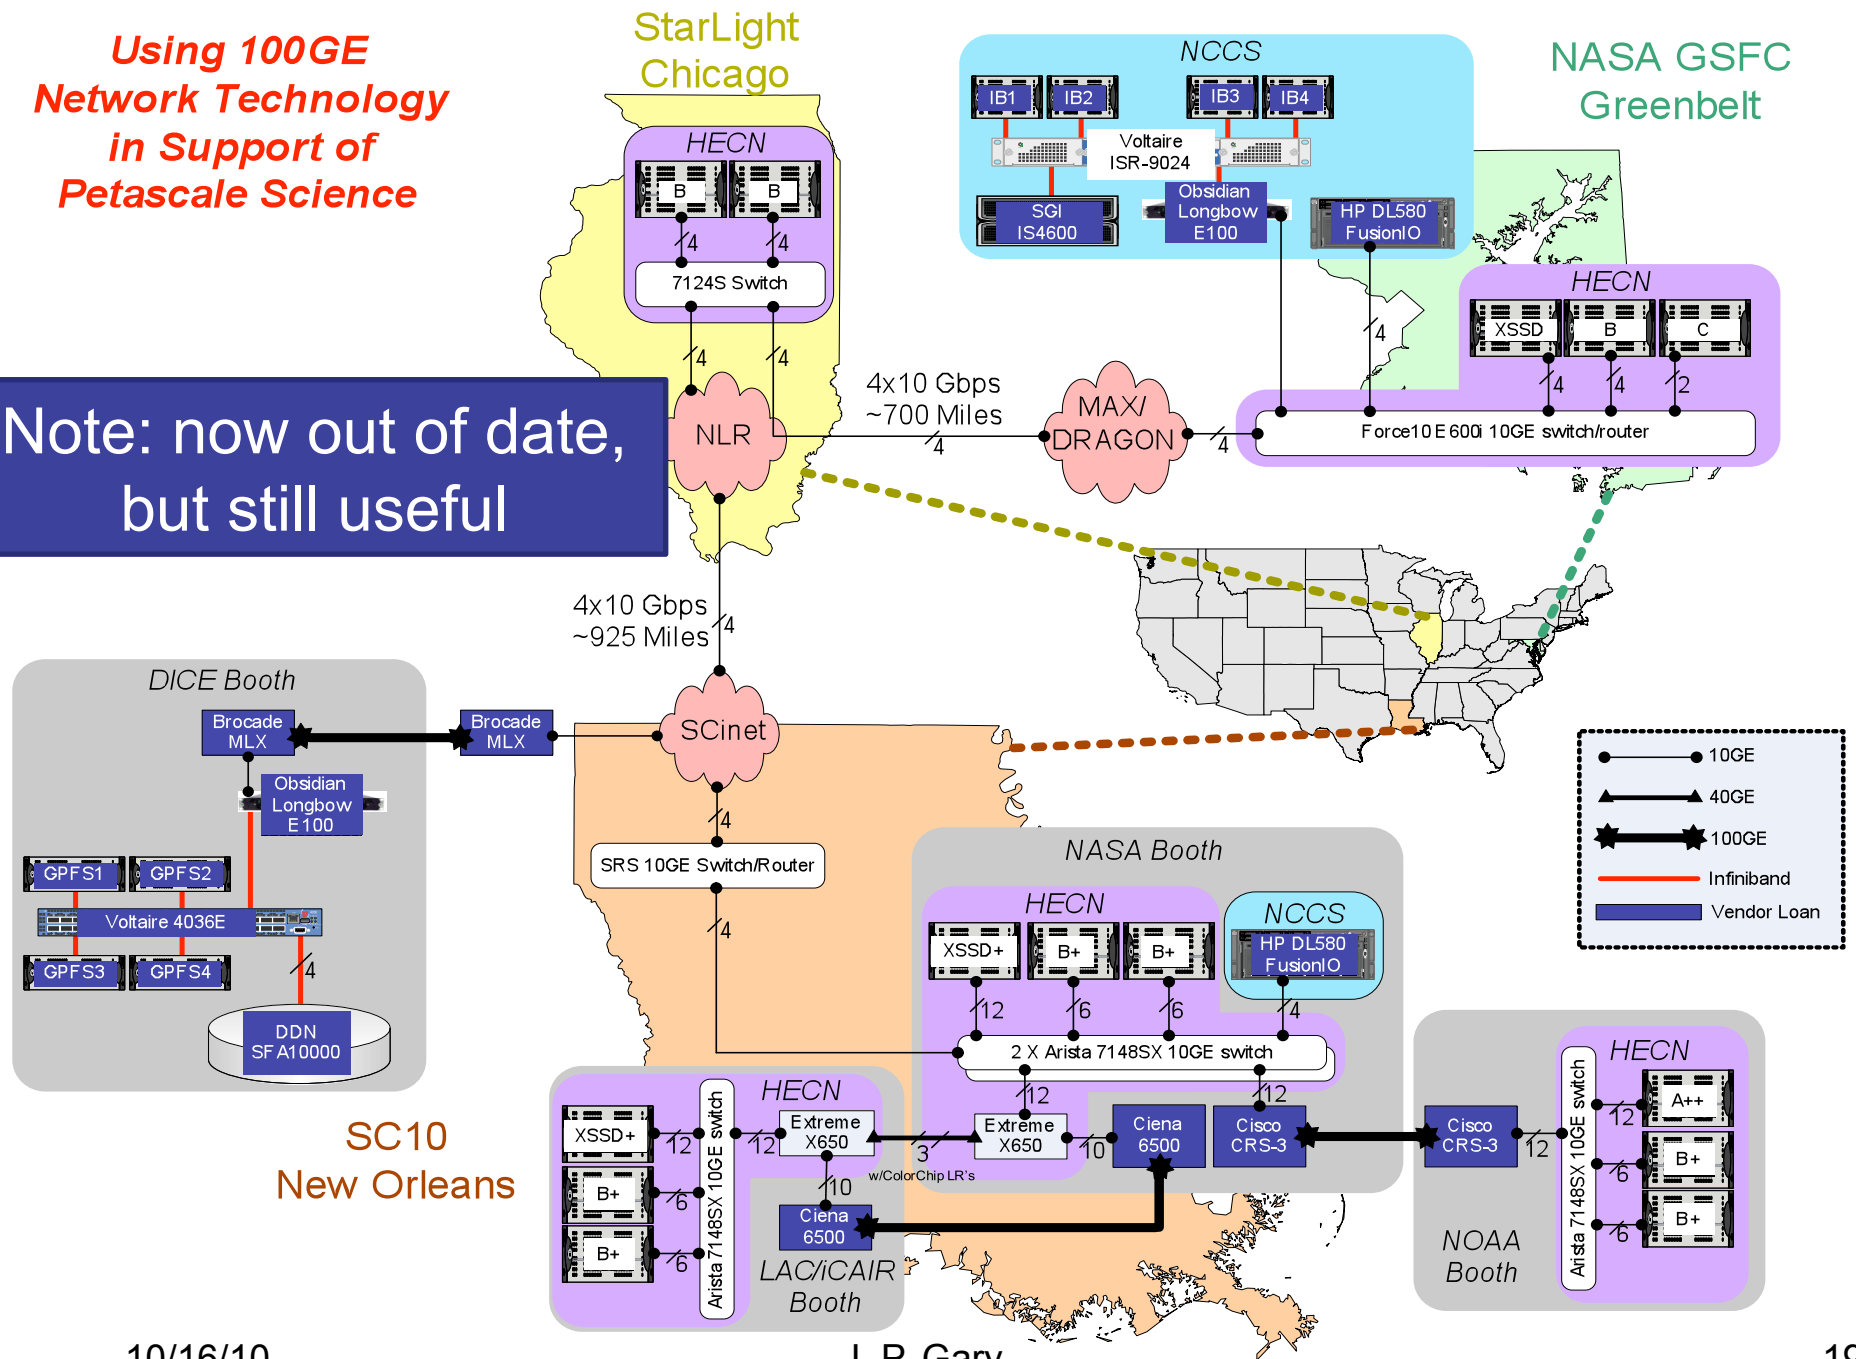 Using 100GE
Network Technology
in Support of
Petascale Science
StarLight
Chicago
NASA GSFC
Greenbelt
NCCS
IB1
IB2
IB3
IB4
Voltaire
ISR-9024
SGI
IS4600
Obsidian
Longbow
E100
HP DL580
FusionIO
HECN
B
B
4
4
7124S Switch
4
4
HECN
XSSD
B
C
4
4
4
2
Force10 E600i 10GE switch/router
Note: now out of date,
but still useful
NLR
4x10 Gbps
~700 Miles
4
MAX/
DRAGON
4
4x10 Gbps
~925 Miles
4
SCinet
DICE Booth
Brocade
MLX
Brocade
MLX
Obsidian
Longbow
E100
GPFS1
GPFS2
Voltaire 4036E
GPFS3
GPFS4
4
DDN
SFA10000
4
SRS 10GE Switch/Router
4
10GE
40GE
100GE
Infiniband
Vendor Loan
NASA Booth
HECN
XSSD+
B+
B+
NCCS
HP DL580
FusionIO
12
6
6
4
2 X Arista 7148SX 10GE switch
12
12
Extreme
X650
10
Ciena
6500
Cisco
CRS-3
SC10
New Orleans
HECN
XSSD+
B+
B+
12
6
6
Arista 7148SX 10GE switch
12
Extreme
X650
3
w/ColorChip LR's
10
Ciena
6500
LAC/iCAIR
Booth
Cisco
CRS-3
12
Arista 7148SX 10GE switch
HECN
12
A++
6
B+
6
B+
NOAA
Booth
10/16/10
J. P. Gary
19